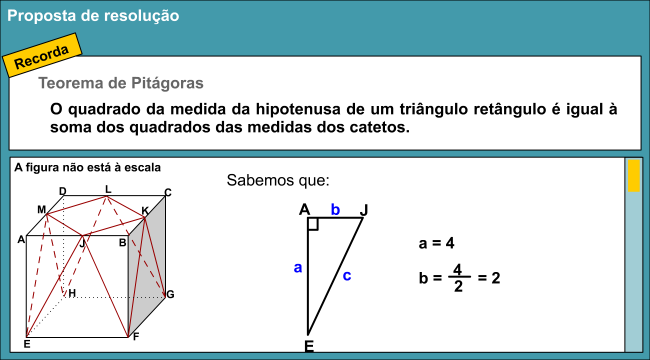 Proposta de resolução
Recorda
Teorema de Pitágoras
O quadrado da medida da hipotenusa de um triângulo retângulo é igual à
soma dos quadrados das medidas dos catetos.
A figura não está à escala
D L C
M K
A J B
H G
E F
Sabemos que:
A b J
a c
E
a = 4
b = 4/2 = 2